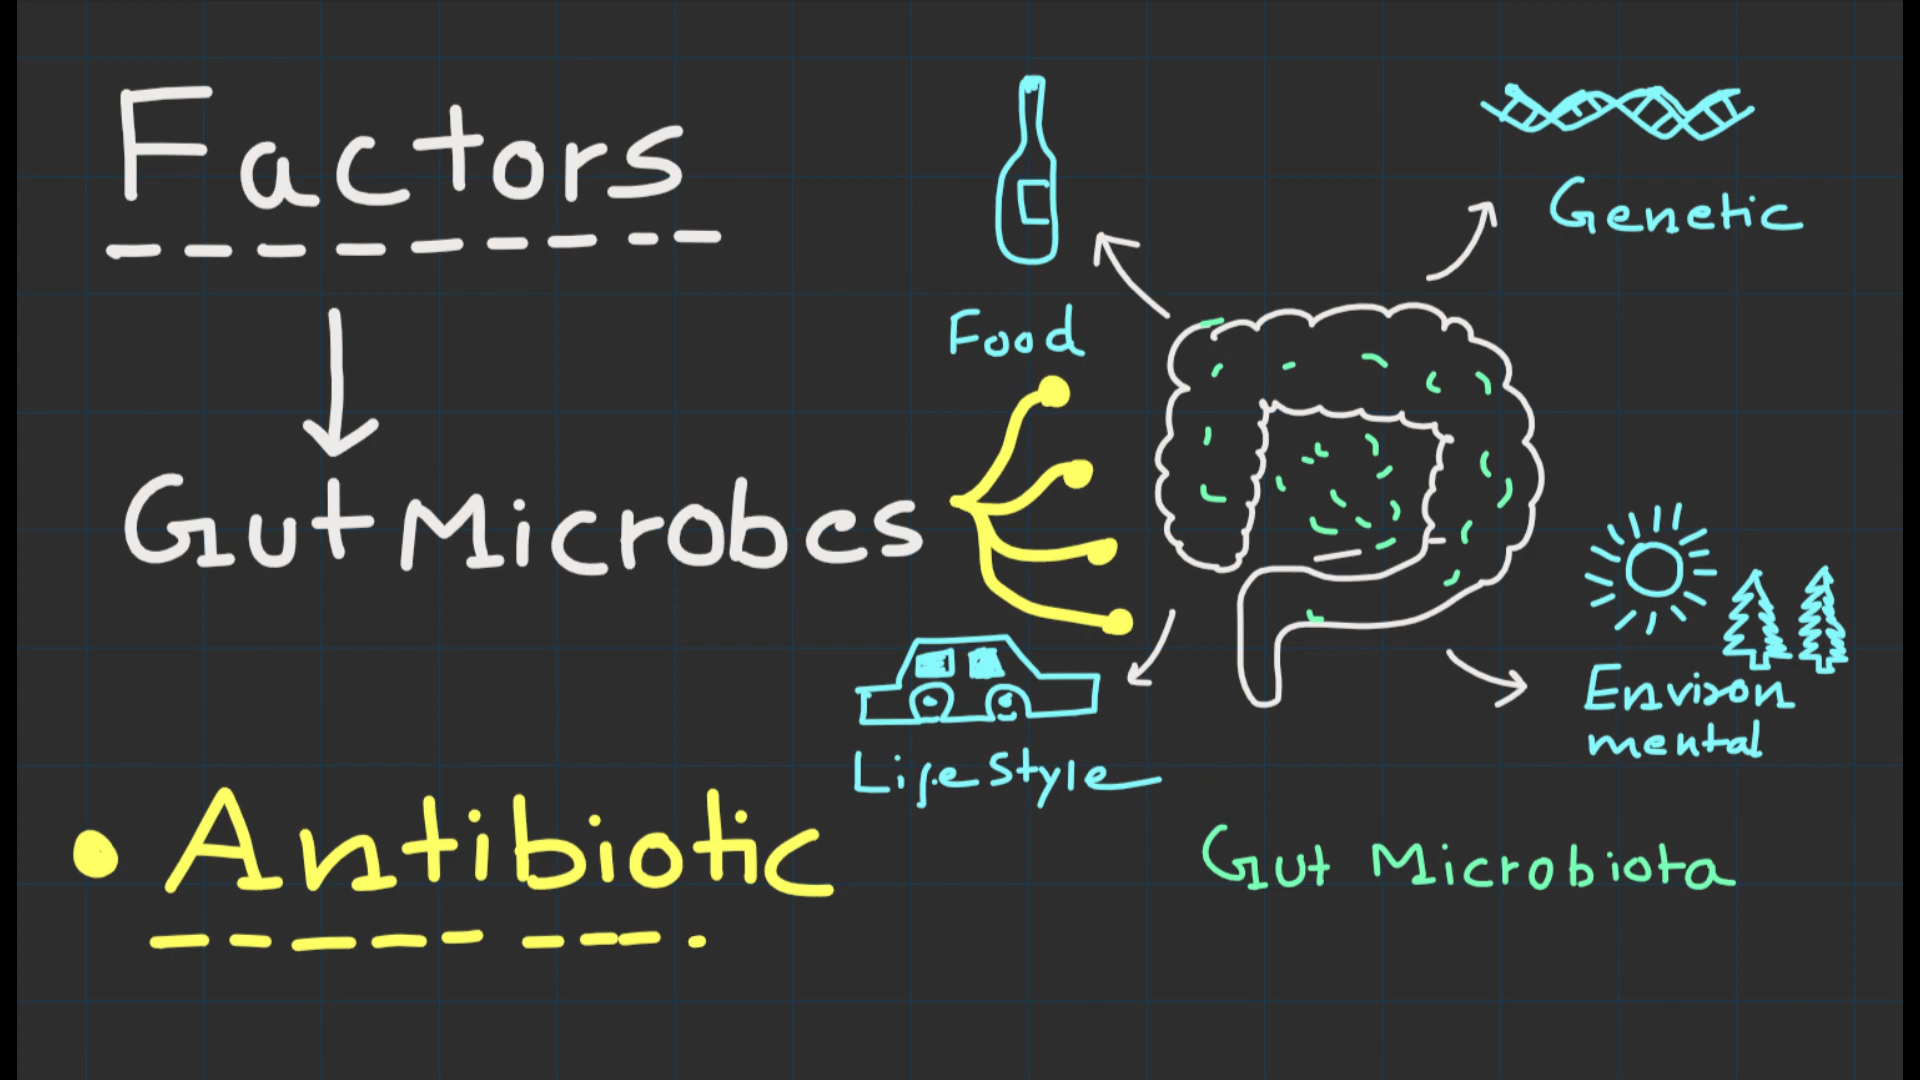 Factors
Gut Microbes
• Antibiotic
Food
Genetic
Lifestyle
Environ
mental
Gut Microbiota